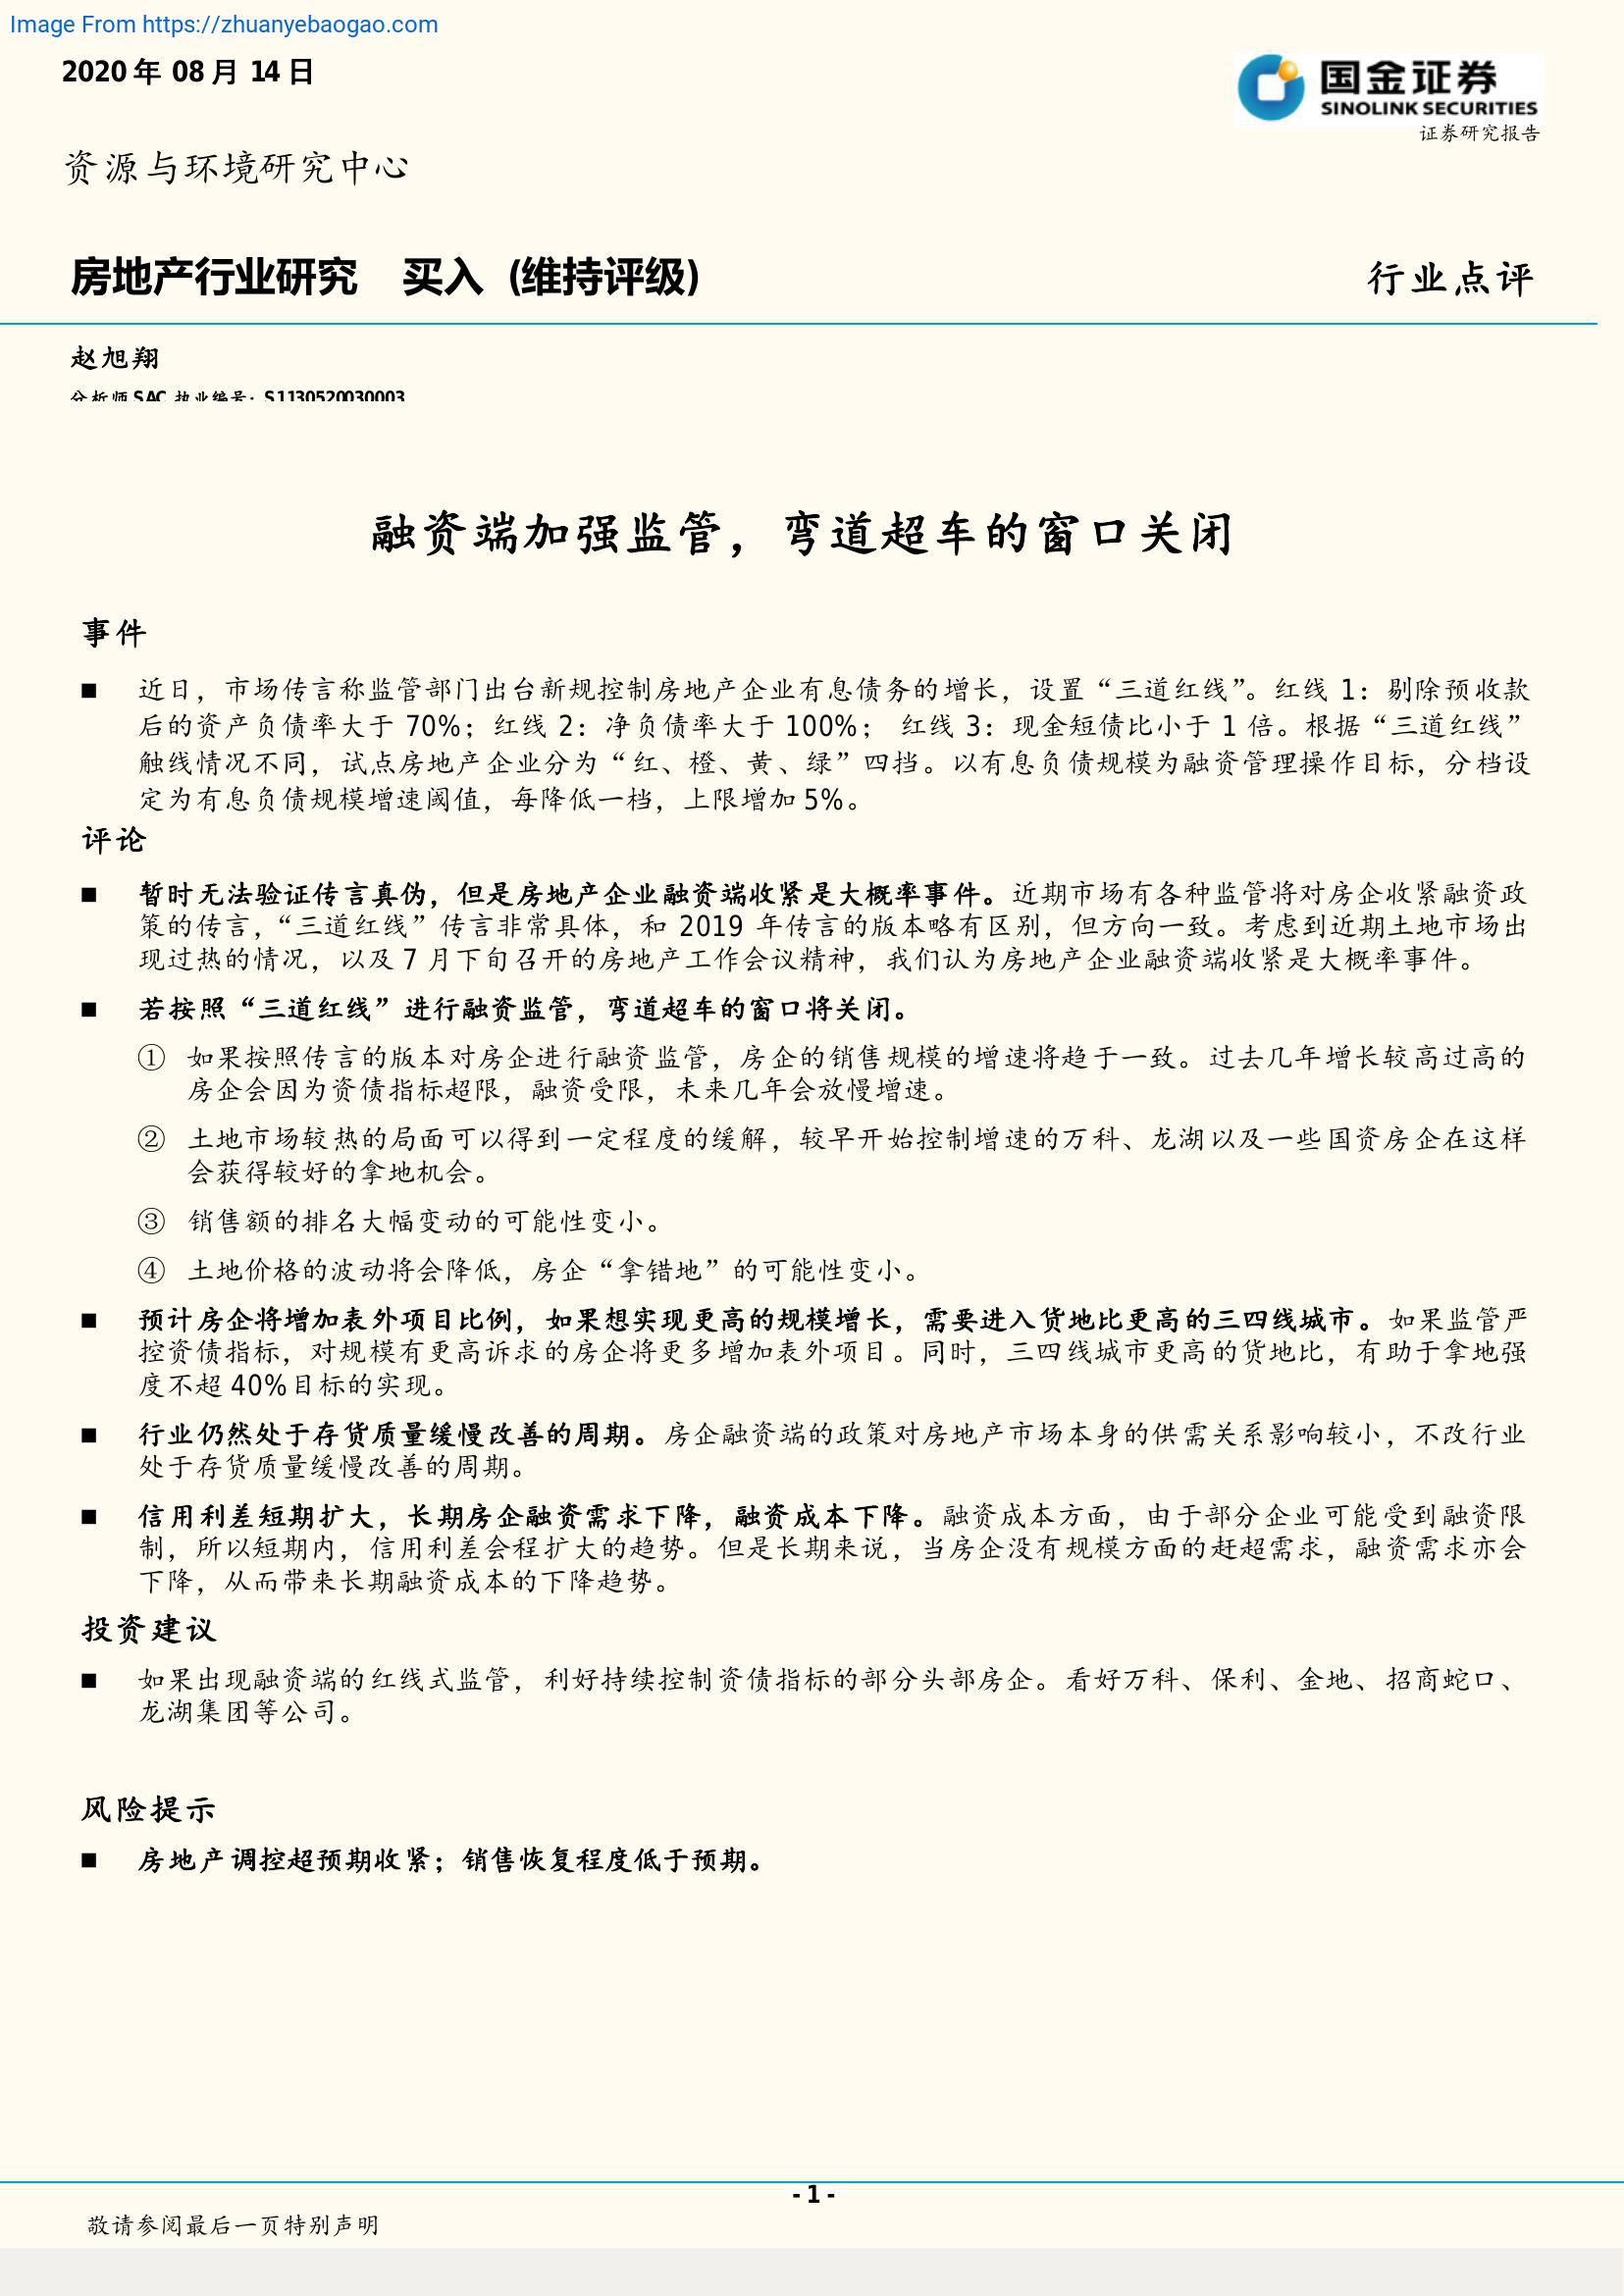 Image From https://zhuanyebaogao.com
2020 年 08 月 14 日
国金证券
SINOLINK SECURITIES
证券研究报告
资源与环境研究中心
房地产行业研究 买入 (维持评级)
行业点评
赵旭翔
分析师 SAC 执业编号：S1130520030003
融资端加强监管，弯道超车的窗口关闭
事件
■ 近日，市场传言称监管部门出台新规控制房地产企业有息债务的增长，设置“三道红线”。红线 1：剔除预收款
后的资产负债率大于 70%；红线 2：净负债率大于 100%； 红线 3：现金短债比小于 1 倍。根据“三道红线”
触线情况不同，试点房地产企业分为“红、橙、黄、绿”四挡。以有息负债规模为融资管理操作目标，分档设
定为有息负债规模增速阈值，每降低一档，上限增加 5%。
评论
■ 暂时无法验证传言真伪，但是房地产企业融资端收紧是大概率事件。近期市场有各种监管将对房企收紧融资政
策的传言，“三道红线”传言非常具体，和 2019 年传言的版本略有区别，但方向一致。考虑到近期土地市场出
现过热的情况，以及 7 月下旬召开的房地产工作会议精神，我们认为房地产企业融资端收紧是大概率事件。
■ 若按照“三道红线”进行融资监管，弯道超车的窗口将关闭。
① 如果按照传言的版本对房企进行融资监管，房企的销售规模的增速将趋于一致。过去几年增长较高过高的
房企会因为资债指标超限，融资受限，未来几年会放慢增速。
② 土地市场较热的局面可以得到一定程度的缓解，较早开始控制增速的万科、龙湖以及一些国资房企在这样
会获得较好的拿地机会。
③ 销售额的排名大幅变动的可能性变小。
④ 土地价格的波动将会降低，房企“拿错地”的可能性变小。
■ 预计房企将增加表外项目比例，如果想实现更高的规模增长，需要进入货地比更高的三四线城市。如果监管严
控资债指标，对规模有更高诉求的房企将更多增加表外项目。同时，三四线城市更高的货地比，有助于拿地强
度不超 40%目标的实现。
■ 行业仍然处于存货质量缓慢改善的周期。房企融资端的政策对房地产市场本身的供需关系影响较小，不改行业
处于存货质量缓慢改善的周期。
■ 信用利差短期扩大，长期房企融资需求下降，融资成本下降。融资成本方面，由于部分企业可能受到融资限
制，所以短期内，信用利差会程扩大的趋势。但是长期来说，当房企没有规模方面的赶超需求，融资需求亦会
下降，从而带来长期融资成本的下降趋势。
投资建议
■ 如果出现融资端的红线式监管，利好持续控制资债指标的部分头部房企。看好万科、保利、金地、招商蛇口、
龙湖集团等公司。
风险提示
■ 房地产调控超预期收紧；销售恢复程度低于预期。
- 1 -
敬请参阅最后一页特别声明